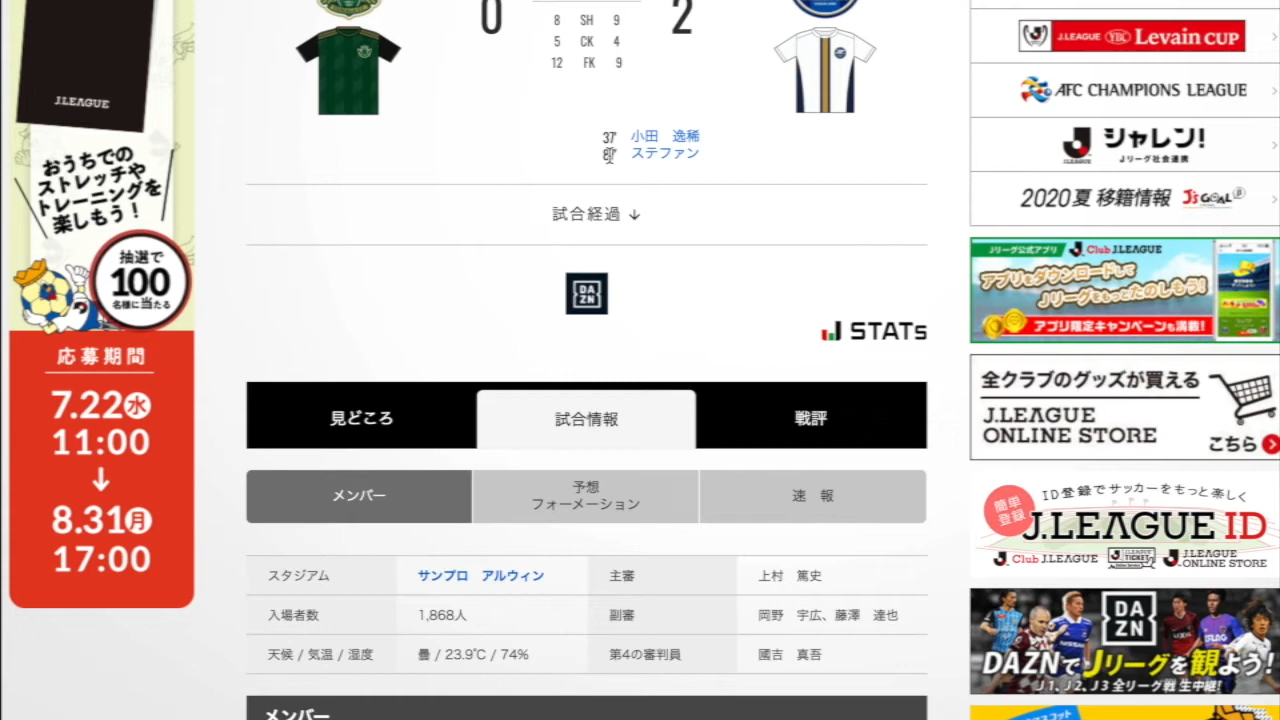 J.LEAGUE
おうちでの
ストレッチや
トレーニングを
楽しもう!
抽選で
100
名様に当たる
応募期間
7.22水
11:00
↓
8.31月
17:00
0 2
8 SH 9
5 CK 4
12 FK 9
37' 小田 逸稀
ステファン
試合経過 ↓
DAZN
J STATs
見どころ
試合情報
戦評
メンバー
予想
フォーメーション
速 報
スタジアム サンプロ アルウィン 主審 上村 篤史
入場者数 1,868人 副審 岡野 宇広、藤澤 達也
天候 / 気温 / 湿度 曇 / 23.9℃ / 74% 第4の審判員 國吉 真吾
メンバー
J.LEAGUE YBC Levain CUP
AFC CHAMPIONS LEAGUE
シャレン!
J.LEAGUE Jリーグ社会連携
2020夏 移籍情報 J'sGOALβ
Jリーグ公式アプリ Club J.LEAGUE
アプリをダウンロードして
Jリーグをもっとたのしもう!
アプリ限定キャンペーンも満載!
全クラブのグッズが買える
J.LEAGUE
ONLINE STORE
こちら
簡単
登録
ID登録でサッカーをもっと楽しく
J.LEAGUE ID
Club J.LEAGUE J.LEAGUE TICKET J.LEAGUE ONLINE STORE
DAZN
DAZNでJリーグを観よう!
J1、J2、J3 全リーグ戦 生中継!